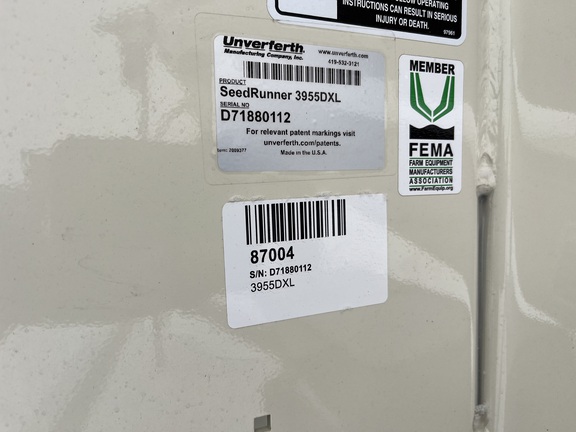 INSTRUCTIONS CAN RESULT IN SERIOUS
INJURY OR DEATH.
97961
Unverferth
Manufacturing Company, Inc.
www.unverferth.com
419-532-3121
PRODUCT
SeedRunner 3955DXL
SERIAL NO
D71880112
For relevant patent markings visit
unverferth.com/patents.
Made in the U.S.A.
MEMBER
FEMA
FARM EQUIPMENT
MANUFACTURERS
ASSOCIATION
www.FarmEquip.org
87004
S/N: D71880112
3955DXL